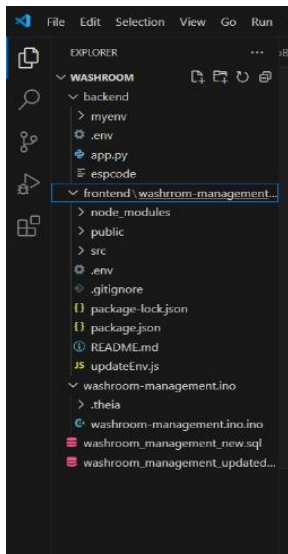 File Edit Selection View Go Run
EXPLORER ...
WASHROOM
backend
myenv
.env
app.py
espcode
frontend\washrrom-management...
node_modules
public
src
.env
.gitignore
package-lock.json
package.json
README.md
JS updateEnv.js
washroom-management.ino
.theia
washroom-management.ino.ino
washroom_management_new.sql
washroom_management_updated...